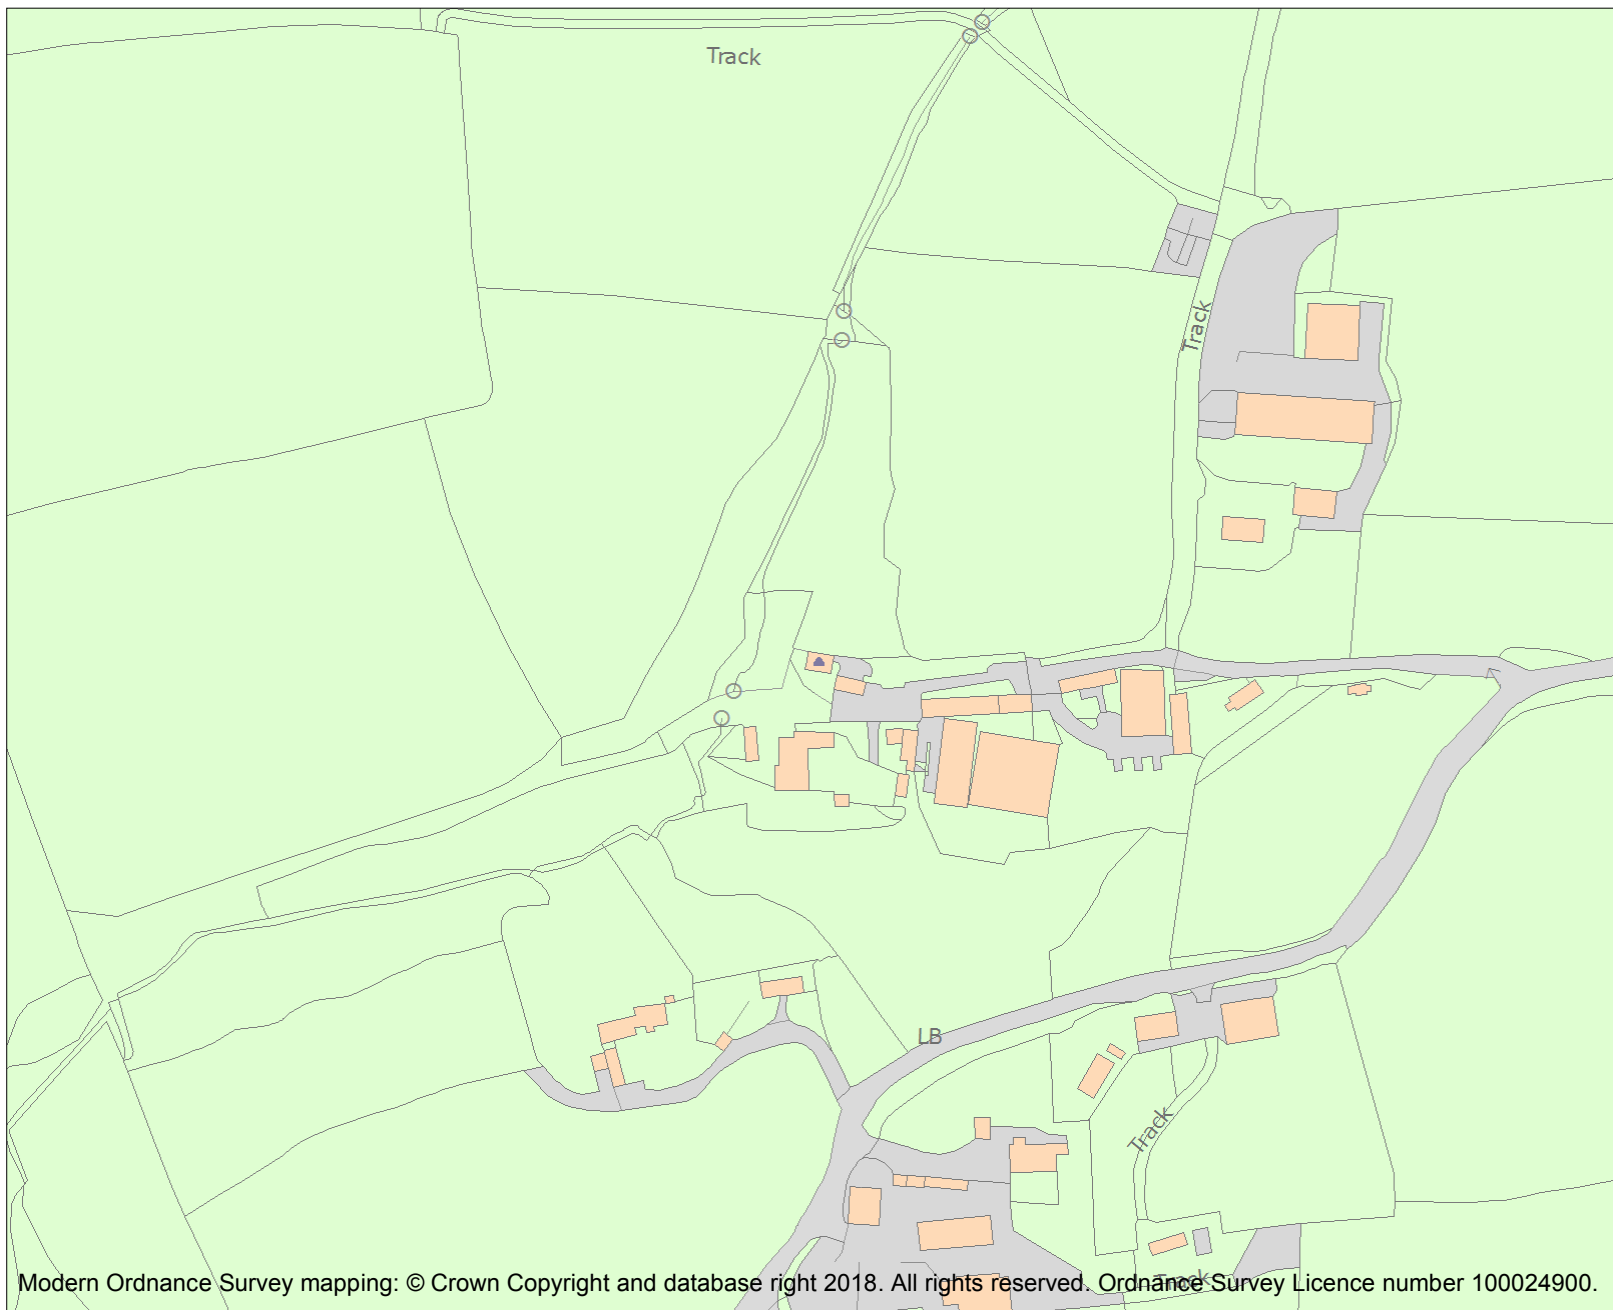 Track
Track
LB
Track
Track
Modern Ordnance Survey mapping: © Crown Copyright and database right 2018. All rights reserved. Ordnance Survey Licence number 100024900.